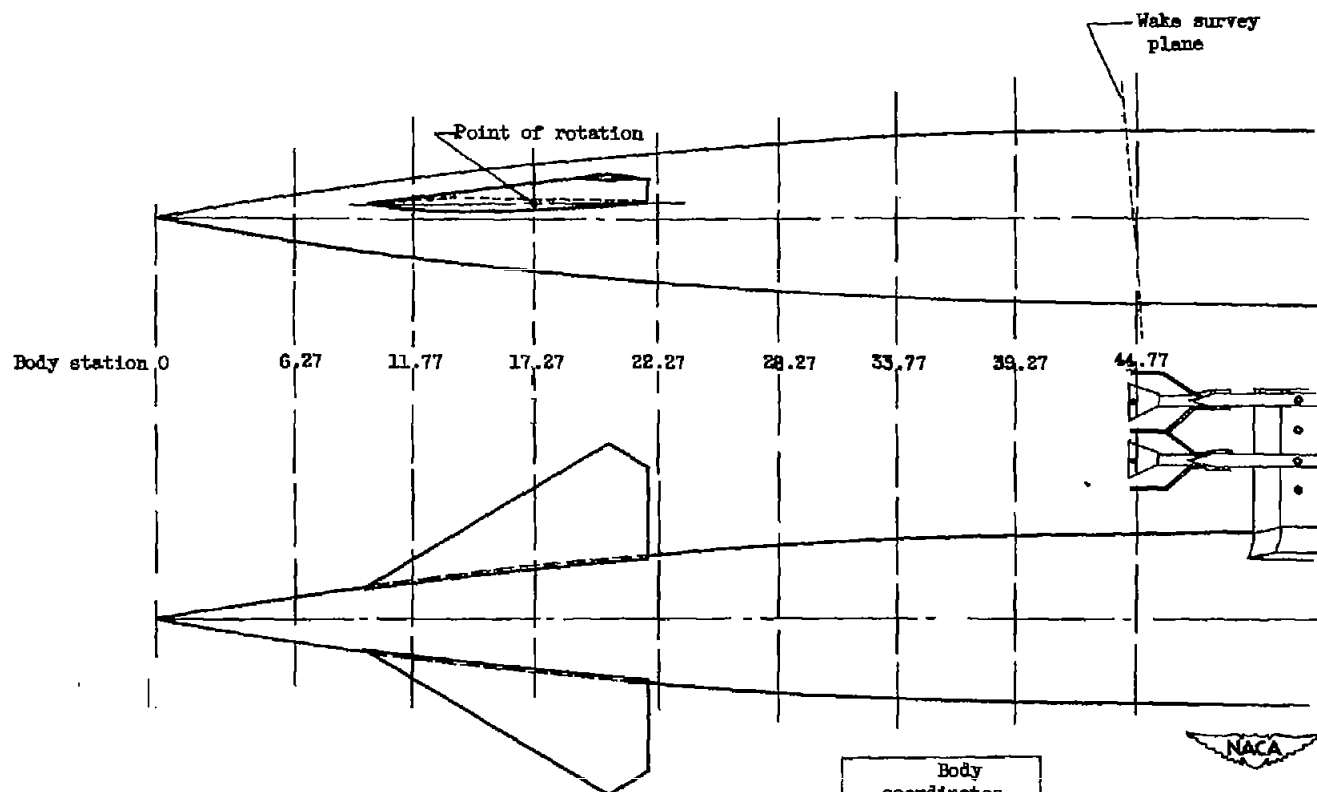 Wake survey
plane
Point of rotation
Body station 0 6.27 11.77 17.27 22.27 28.27 33.77 39.27 44.77
NACA
Body
coordinates